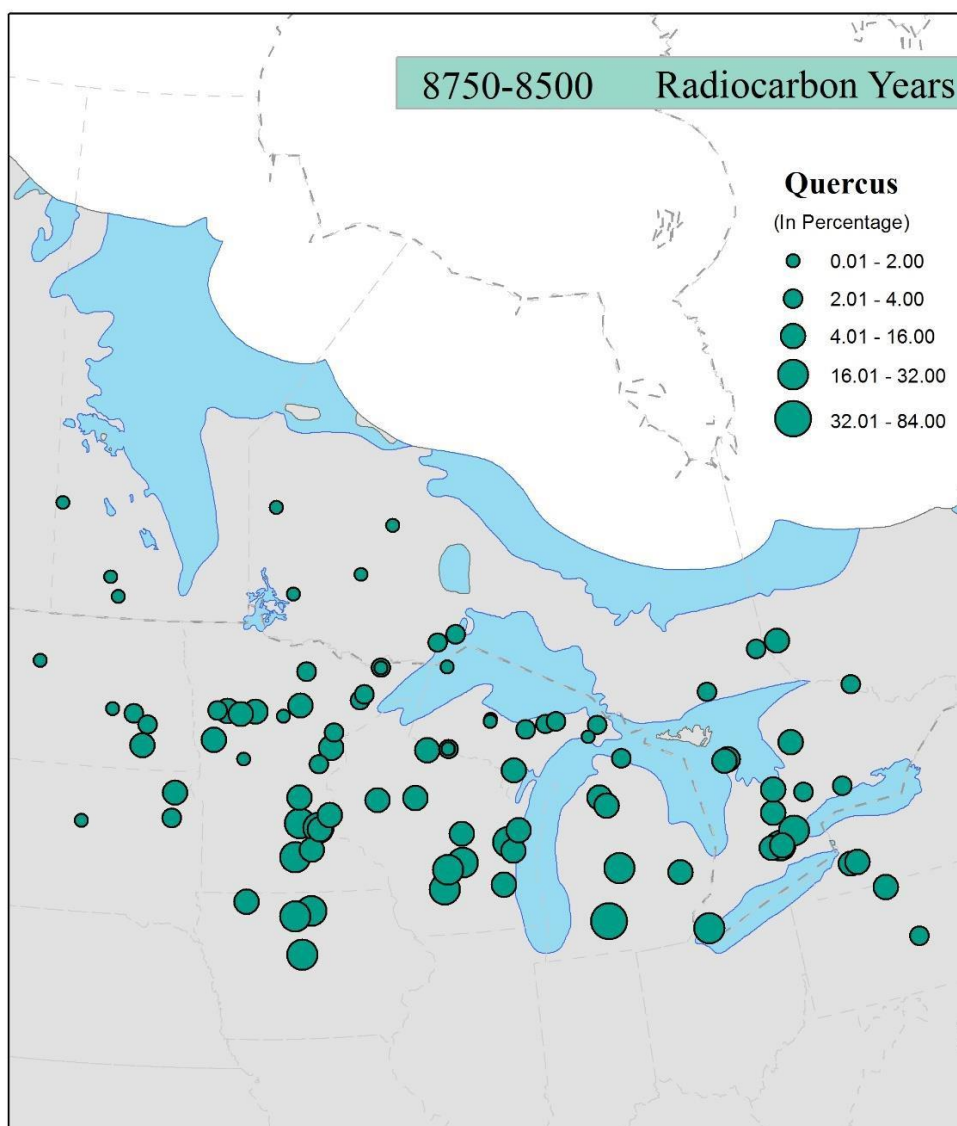 8750-8500 Radiocarbon Years
Quercus
(In Percentage)
0.01 - 2.00
2.01 - 4.00
4.01 - 16.00
16.01 - 32.00
32.01 - 84.00